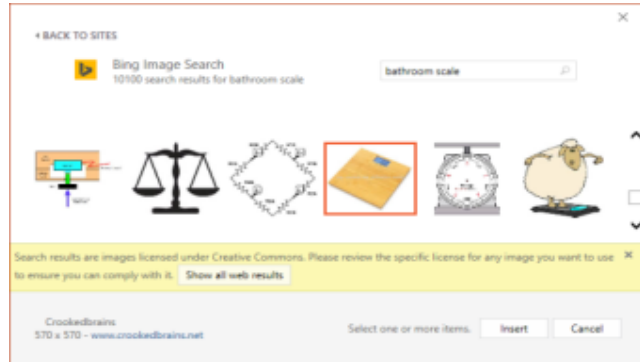 BACK TO SITES
Bing Image Search
10100 search results for bathroom scale
bathroom scale
Search results are images licensed under Creative Commons. Please review the specific license for any image you want to use
to ensure you can comply with it. Show all web results
Crookedbrains
570 x 570 - www.crookedbrains.net
Select one or more items. Insert Cancel